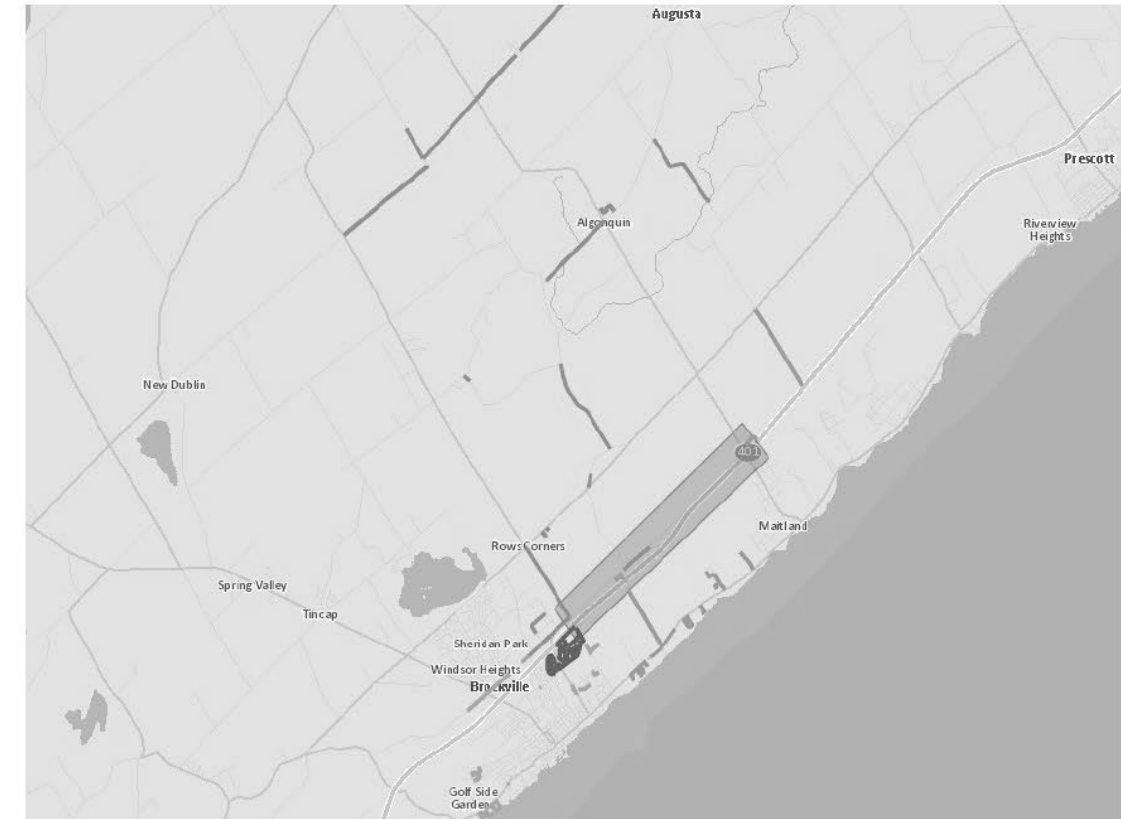 Augusta
Prescott
Algonquin
Riverview
Heights
New Dublin
401
Maitland
Rows Corners
Spring Valley
Tincap
Sheridan Park
Windsor Heights
Brockville
Golf Side
Garden